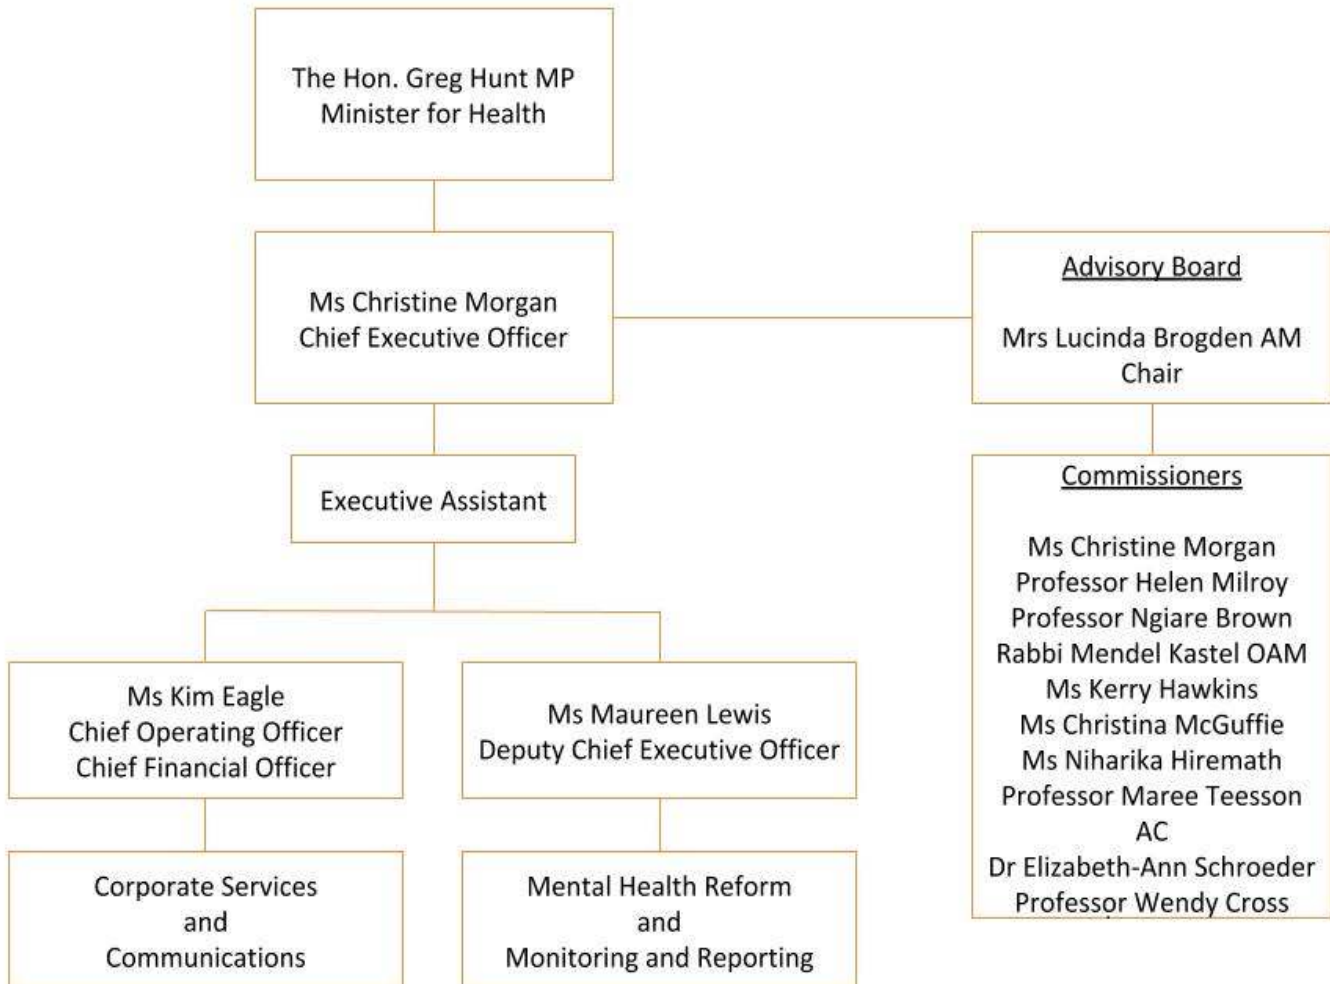 The Hon. Greg Hunt MP
Minister for Health
Ms Christine Morgan
Chief Executive Officer
Advisory Board
Mrs Lucinda Brogden AM
Chair
Executive Assistant
Commissioners
Ms Christine Morgan
Professor Helen Milroy
Professor Ngiare Brown
Rabbi Mendel Kastel OAM
Ms Kerry Hawkins
Ms Christina McGuffie
Ms Niharika Hiremath
Professor Maree Teesson
AC
Dr Elizabeth-Ann Schroeder
Professor Wendy Cross
Ms Kim Eagle
Chief Operating Officer
Chief Financial Officer
Ms Maureen Lewis
Deputy Chief Executive Officer
Corporate Services
and
Communications
Mental Health Reform
and
Monitoring and Reporting